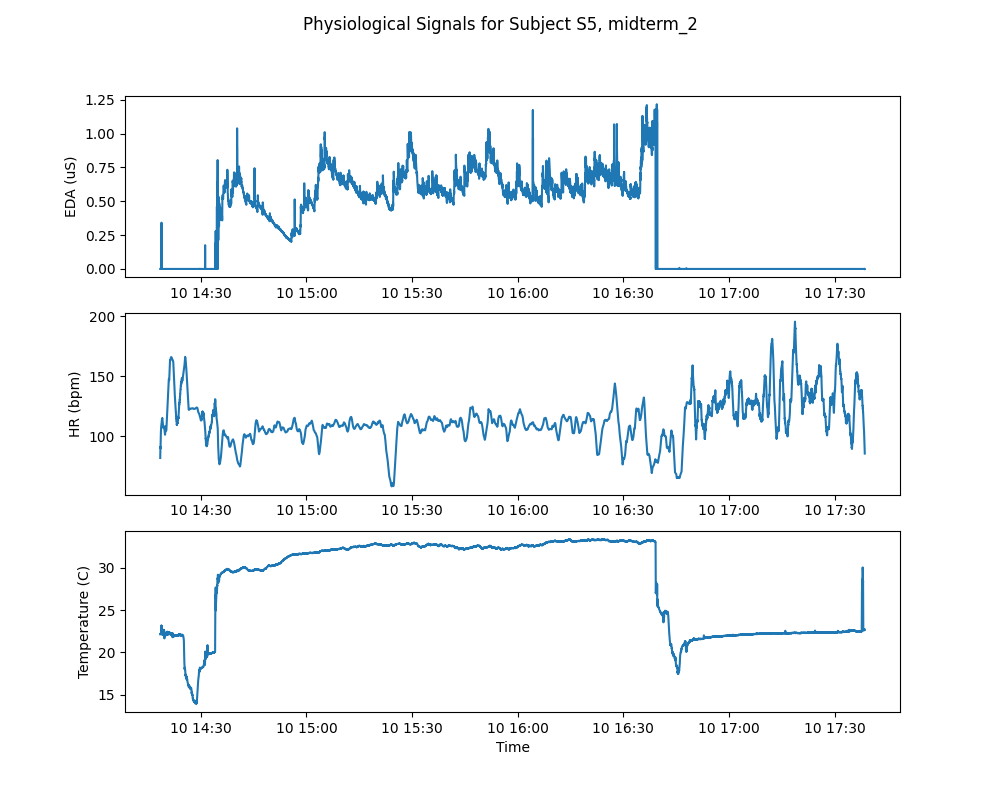 Physiological Signals for Subject S5, midterm_2
1.25
1.00
0.75
0.50
0.25
0.00
EDA (uS)
10 14:30 10 15:00 10 15:30 10 16:00 10 16:30 10 17:00 10 17:30
200
150
100
HR (bpm)
10 14:30 10 15:00 10 15:30 10 16:00 10 16:30 10 17:00 10 17:30
30
25
20
15
Temperature (C)
10 14:30 10 15:00 10 15:30 10 16:00 10 16:30 10 17:00 10 17:30
Time